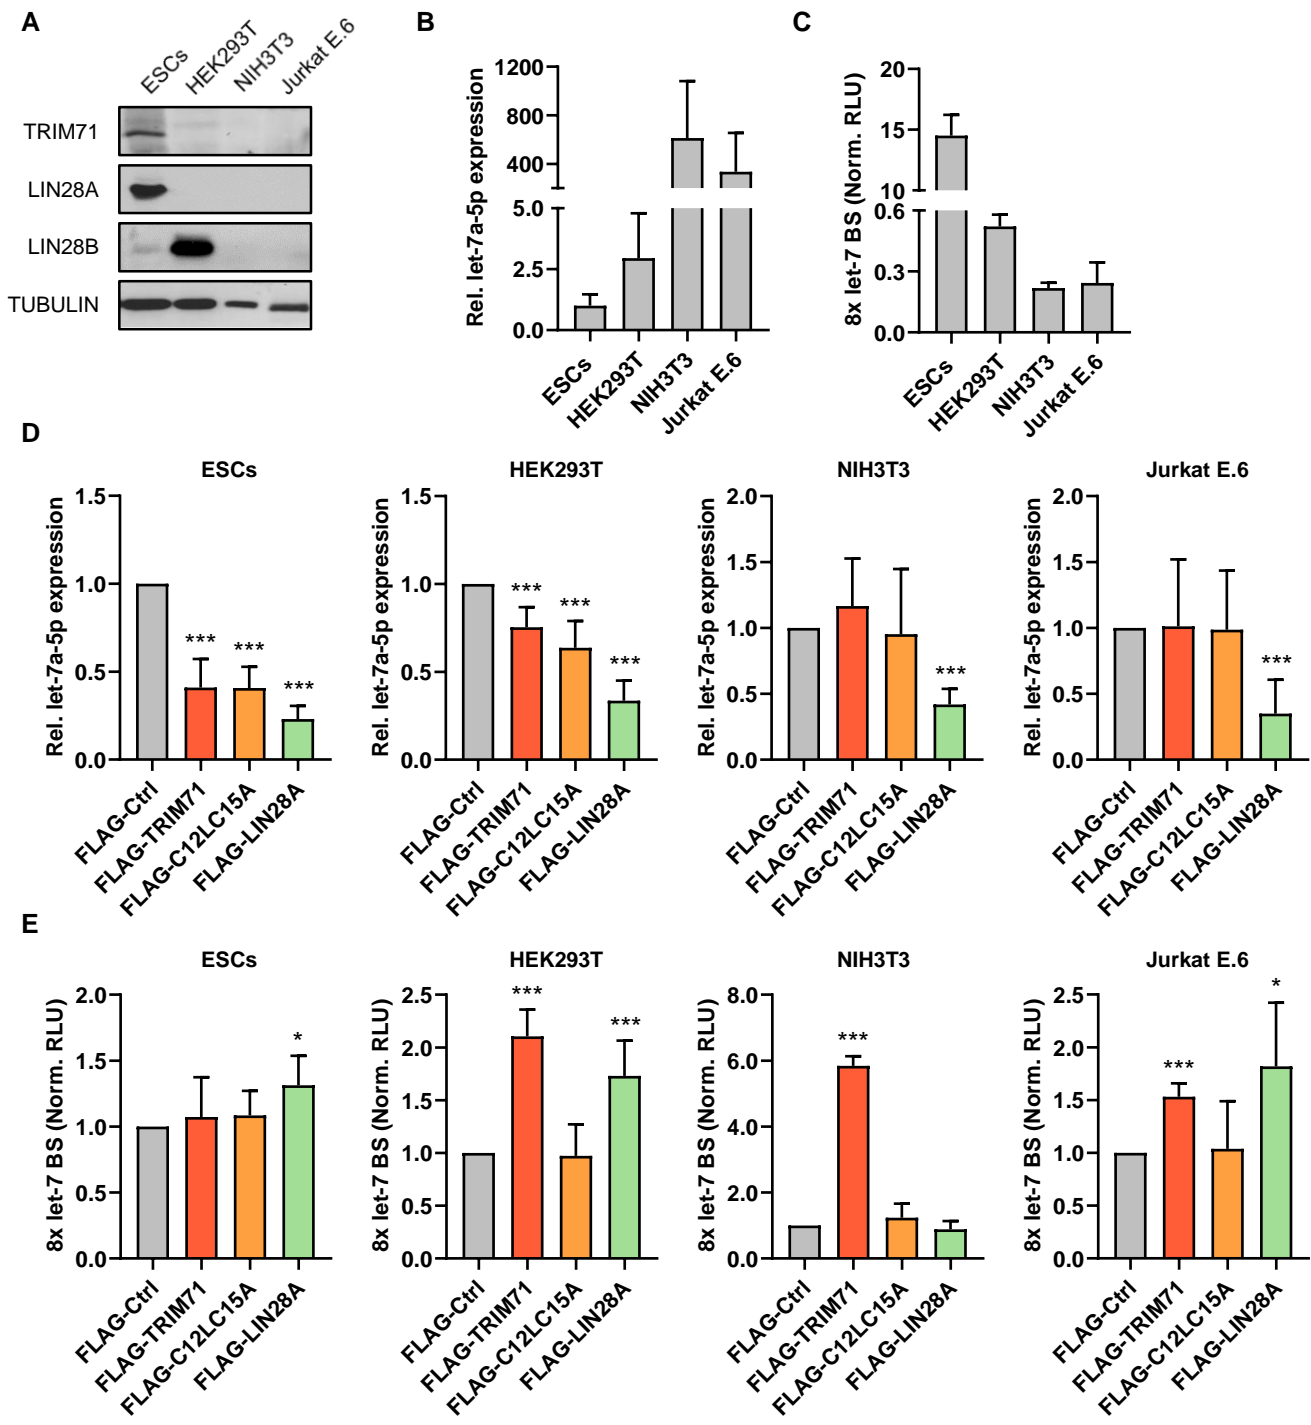 A
B
C
ESCs
HEK293T
NIH3T3
Jurkat E.6
TRIM71
LIN28A
LIN28B
TUBULIN
Rel. let-7a-5p expression
1200
800
400
5.0
2.5
0.0
ESCs
HEK293T
NIH3T3
Jurkat E.6
8x let-7 BS (Norm. RLU)
20
15
10
0.6
0.3
0.0
ESCs
HEK293T
NIH3T3
Jurkat E.6
D
ESCs
Rel. let-7a-5p expression
1.5
1.0
0.5
0.0
***
***
***
FLAG-Ctrl
FLAG-TRIM71
FLAG-C12LC15A
FLAG-LIN28A
HEK293T
Rel. let-7a-5p expression
1.5
1.0
0.5
0.0
***
***
***
FLAG-Ctrl
FLAG-TRIM71
FLAG-C12LC15A
FLAG-LIN28A
NIH3T3
Rel. let-7a-5p expression
2.0
1.5
1.0
0.5
0.0
***
FLAG-Ctrl
FLAG-TRIM71
FLAG-C12LC15A
FLAG-LIN28A
Jurkat E.6
Rel. let-7a-5p expression
2.0
1.5
1.0
0.5
0.0
***
FLAG-Ctrl
FLAG-TRIM71
FLAG-C12LC15A
FLAG-LIN28A
E
ESCs
8x let-7 BS (Norm. RLU)
2.0
1.5
1.0
0.5
0.0
*
FLAG-Ctrl
FLAG-TRIM71
FLAG-C12LC15A
FLAG-LIN28A
HEK293T
8x let-7 BS (Norm. RLU)
2.5
2.0
1.5
1.0
0.5
0.0
***
***
FLAG-Ctrl
FLAG-TRIM71
FLAG-C12LC15A
FLAG-LIN28A
NIH3T3
8x let-7 BS (Norm. RLU)
8.0
6.0
4.0
2.0
0.0
***
FLAG-Ctrl
FLAG-TRIM71
FLAG-C12LC15A
FLAG-LIN28A
Jurkat E.6
8x let-7 BS (Norm. RLU)
2.5
2.0
1.5
1.0
0.5
0.0
***
*
FLAG-Ctrl
FLAG-TRIM71
FLAG-C12LC15A
FLAG-LIN28A